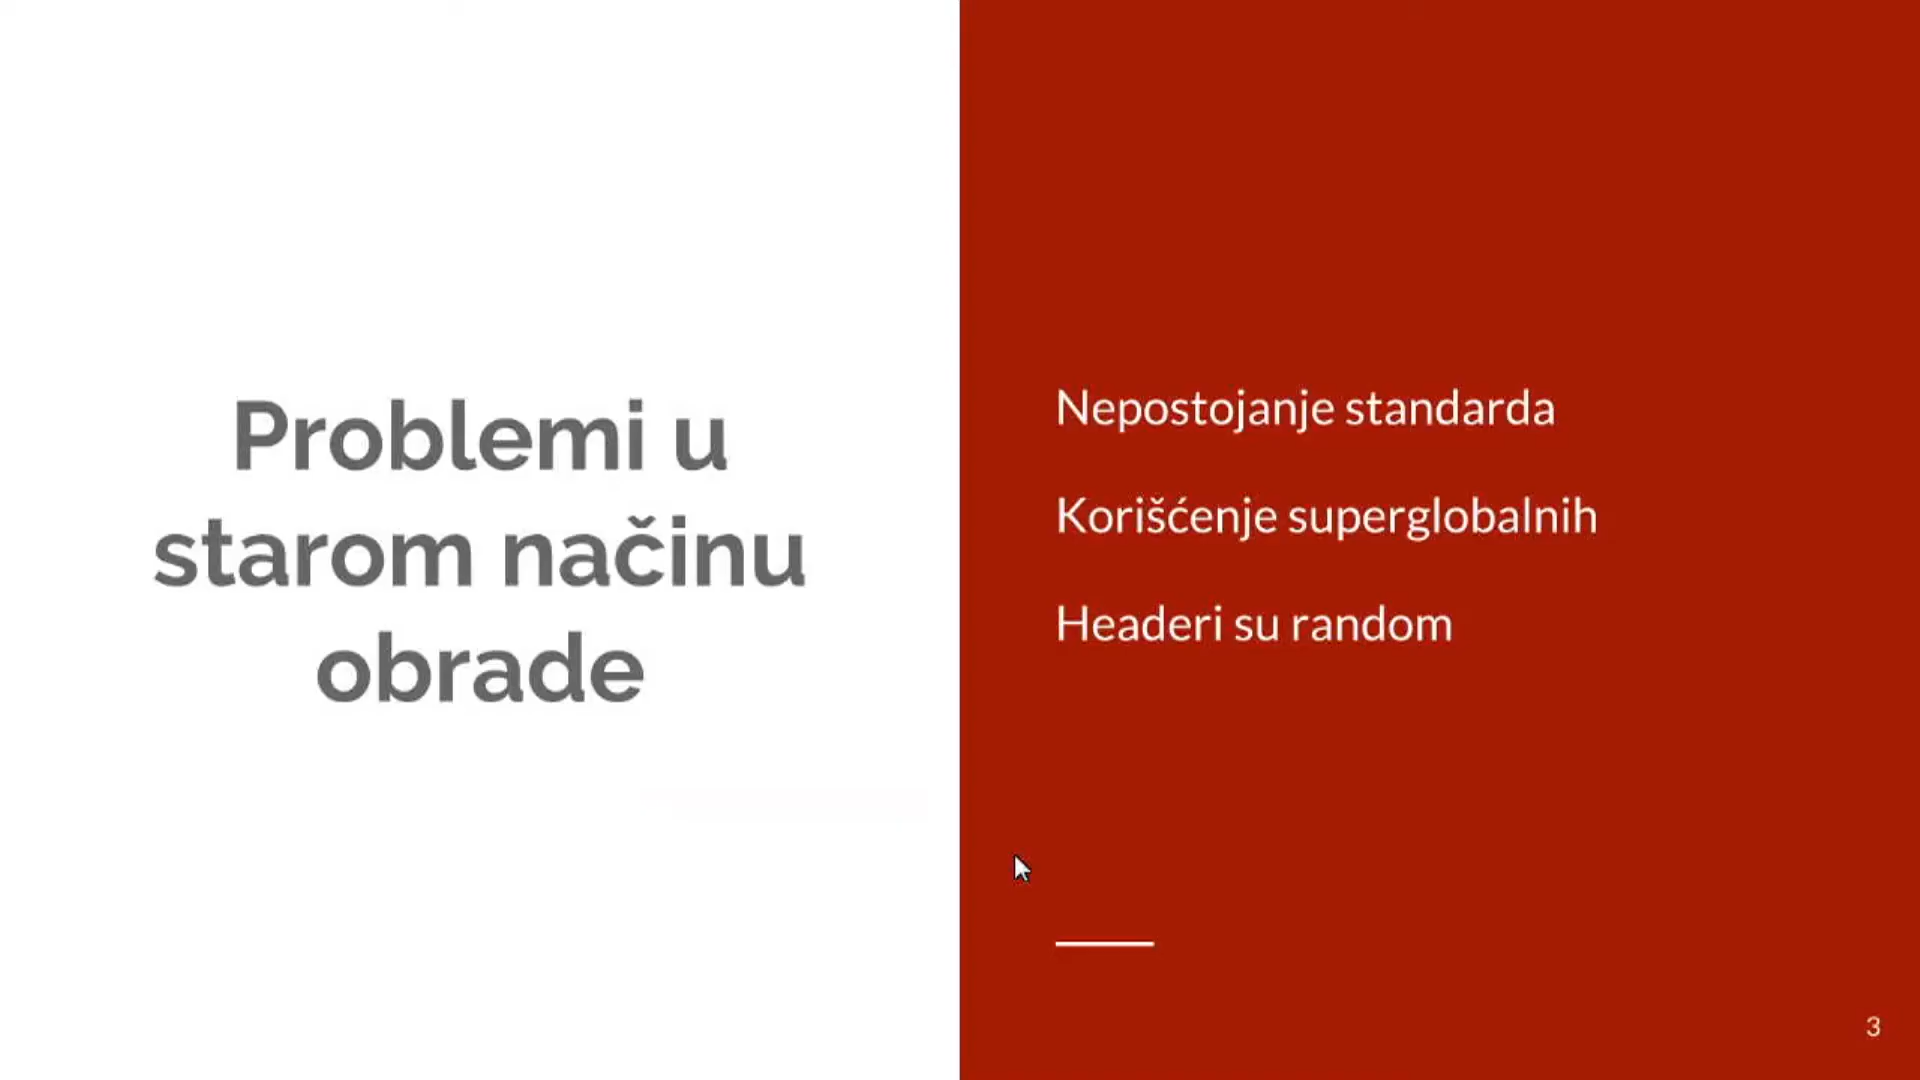 Problemi u
starom načinu
obrade
Nepostojanje standarda
Korišćenje superglobalnih
Headeri su random
3